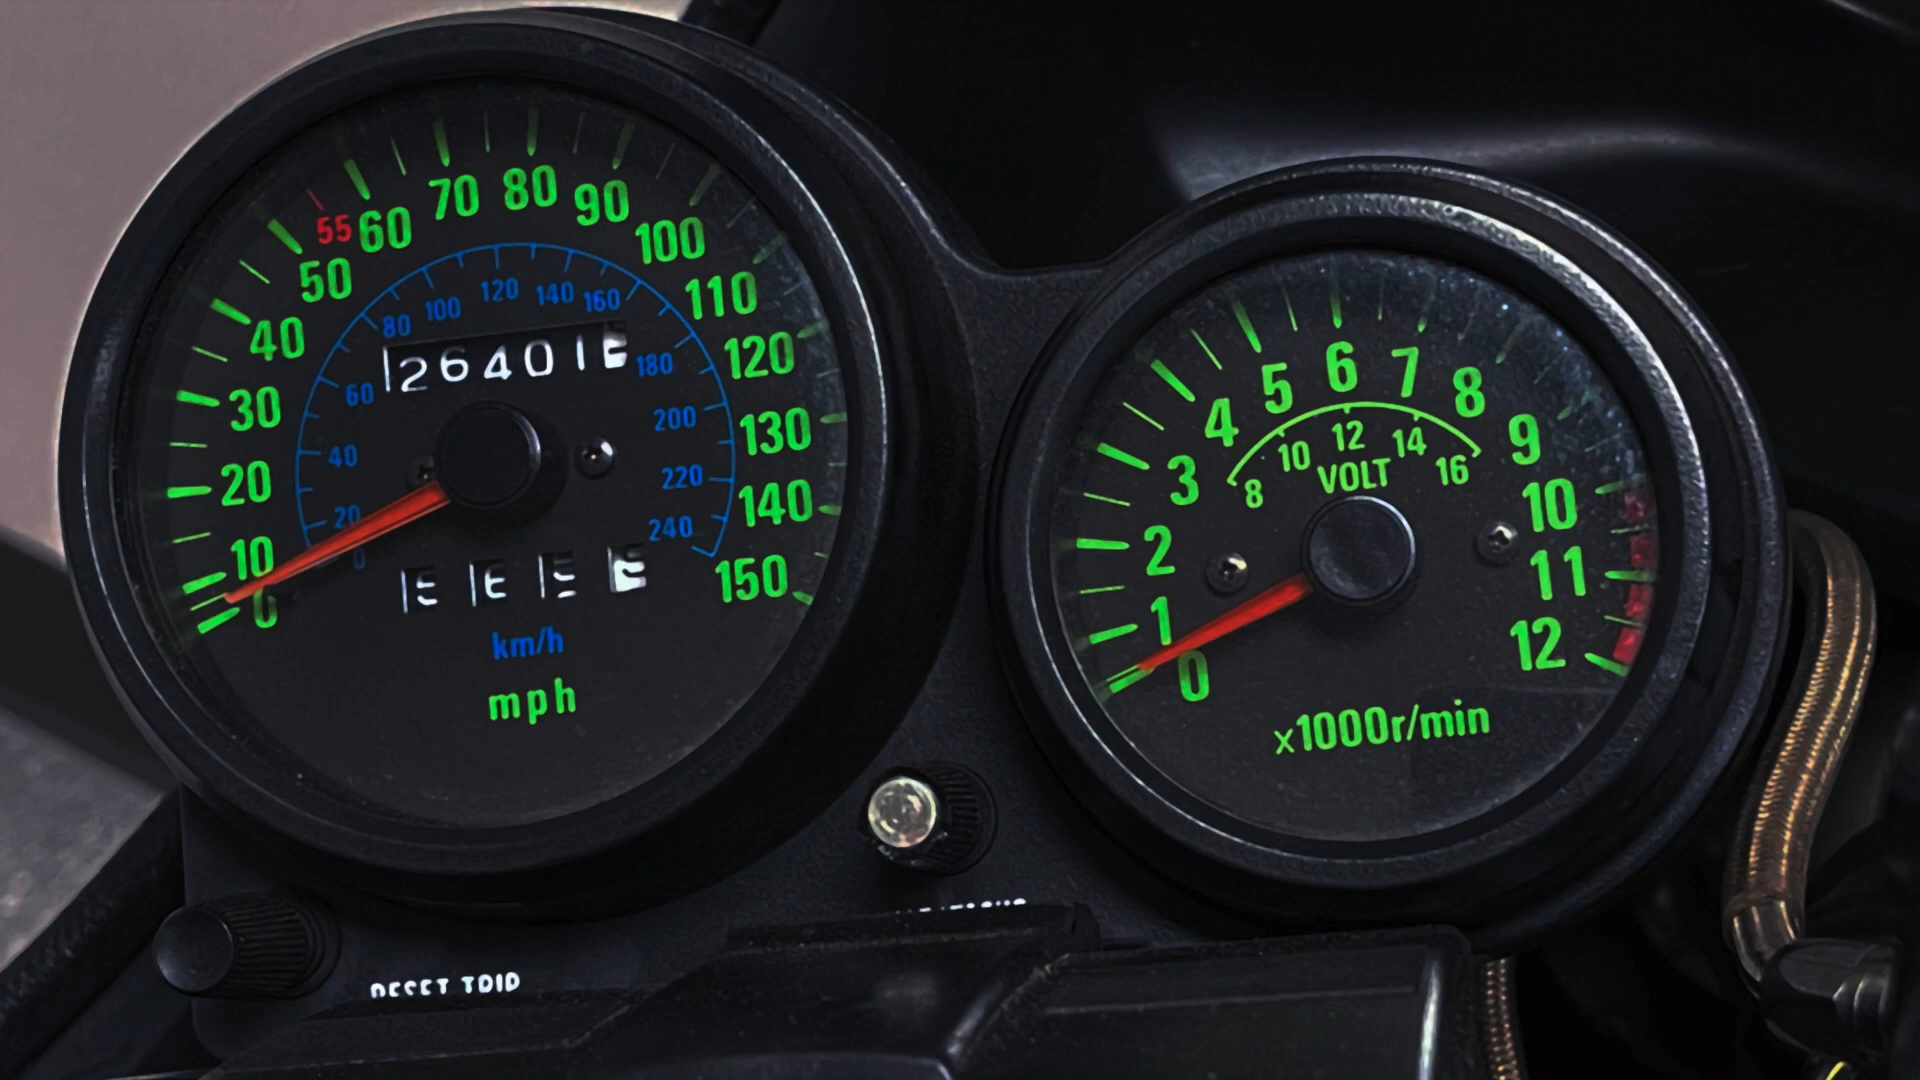 0 10 20 30 40 50 55 60 70 80 90 100 110 120 130 140 150
0 20 40 60 80 100 120 140 160 180 200 220 240
26401
km/h
mph
0 1 2 3 4 5 6 7 8 9 10 11 12
8 10 12 14 16
VOLT
x1000r/min
RESET TRIP